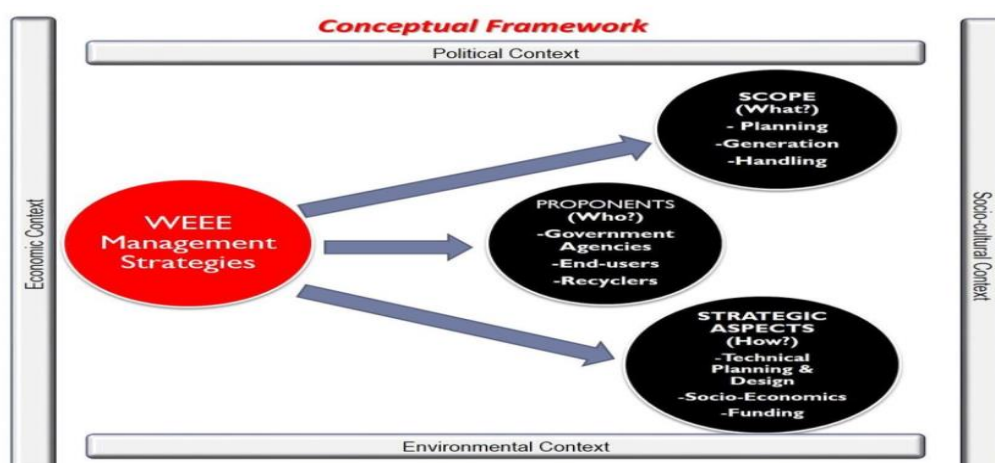 Conceptual Framework
Political Context
Economic Context
Socio-cultural Context
WEEE
Management
Strategies
SCOPE
(What?)
- Planning
-Generation
-Handling
PROPONENTS
(Who?)
-Government
Agencies
-End-users
-Recyclers
STRATEGIC
ASPECTS
(How?)
-Technical
Planning &
Design
-Socio-Economics
-Funding
Environmental Context